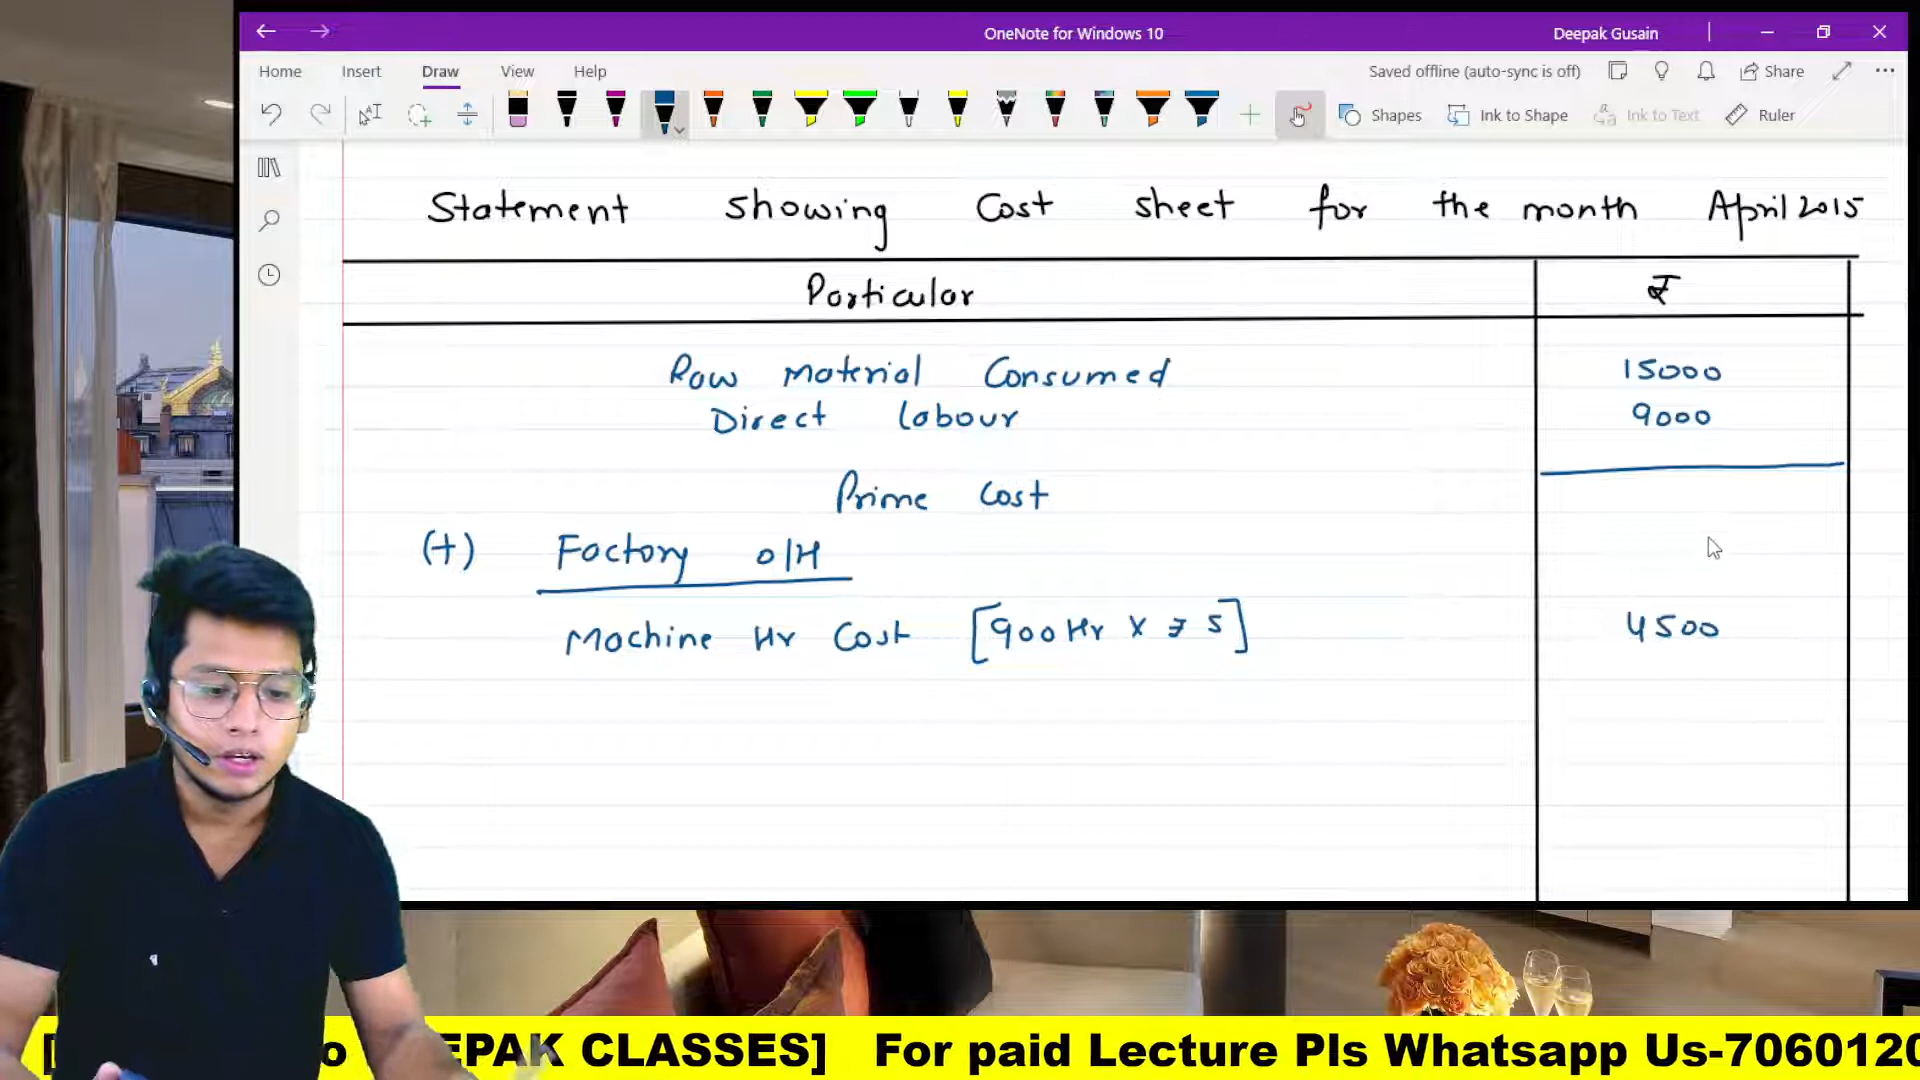 OneNote for Windows 10 Deepak Gusain
Home Insert Draw View Help Saved offline (auto-sync is off) Share
Shapes Ink to Shape Ink to Text Ruler
Statement showing Cost sheet for the month April 2015
Particular ₹
Raw Material Consumed 15000
Direct labour 9000
Prime Cost
(+) Factory O/H
Machine Hr Cost [900 Hr X ₹ 5] 4500
CLASSES] For paid Lecture Pls Whatsapp Us-7060120